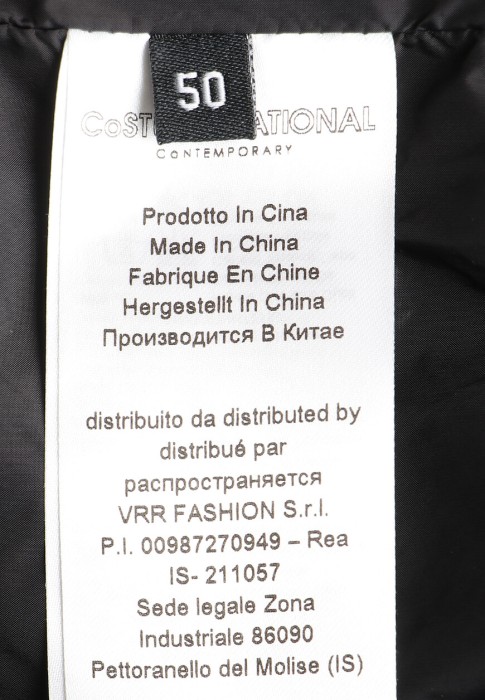 50
CONTEMPORARY
Prodotto In Cina
Made In China
Fabrique En Chine
Hergestellt In China
Производится В Китае
distribuito da distributed by
distribué par
распространяется
VRR FASHION S.r.l.
P.I. 00987270949 – Rea
IS- 211057
Sede legale Zona
Industriale 86090
Pettoranello del Molise (IS)